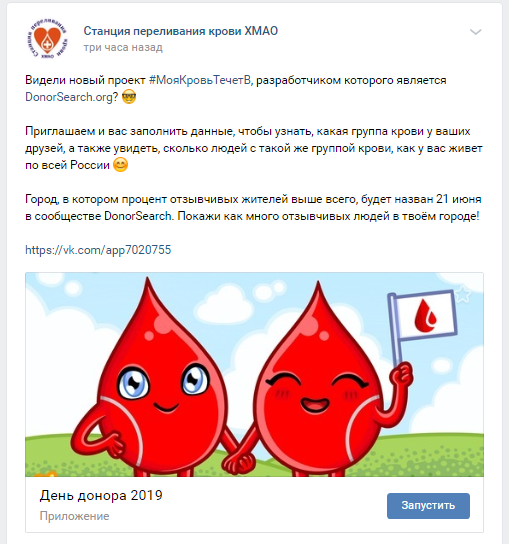 Станция переливания крови ХМАО
три часа назад
Видели новый проект #МояКровьТечетВ, разработчиком которого является
DonorSearch.org? 🤓
Приглашаем и вас заполнить данные, чтобы узнать, какая группа крови у ваших
друзей, а также увидеть, сколько людей с такой же группой крови, как у вас живет
по всей России 😊
Город, в котором процент отзывчивых жителей выше всего, будет назван 21 июня
в сообществе DonorSearch. Покажи как много отзывчивых людей в твоём городе!
https://vk.com/app7020755
День донора 2019
Приложение
Запустить